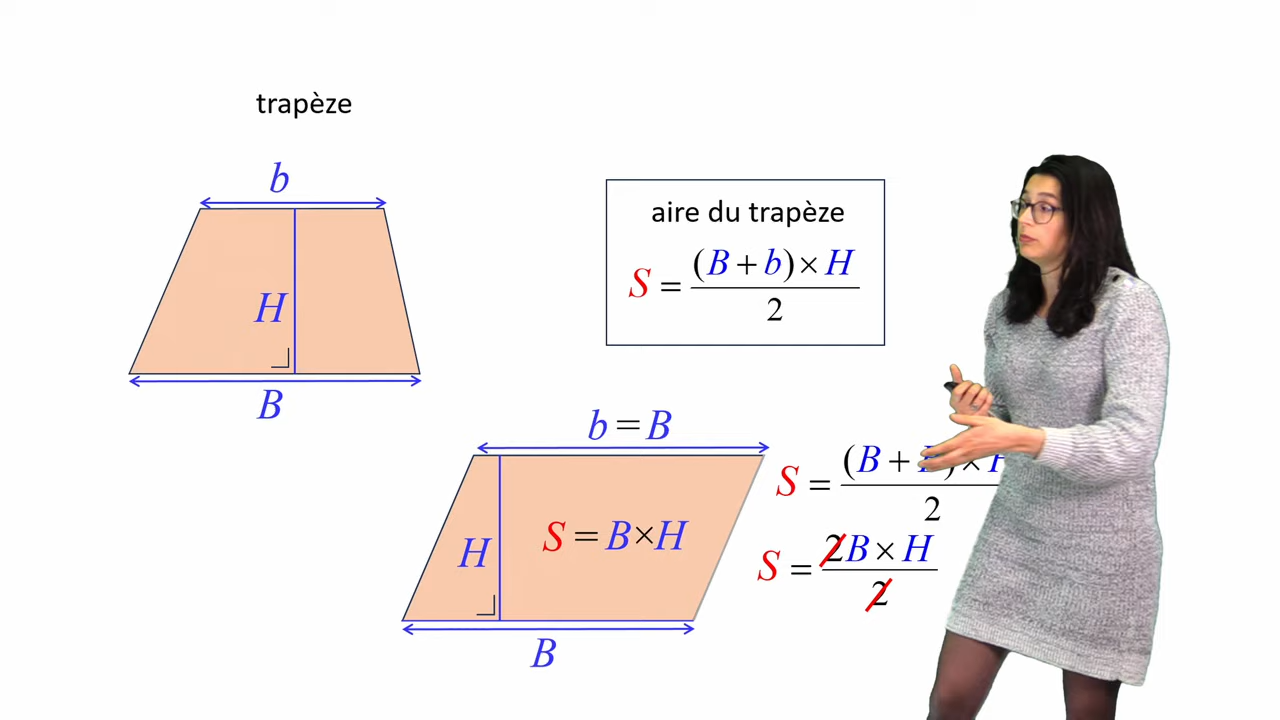 trapèze
b
H
B
aire du trapèze
S = (B + b) × H / 2
b = B
H
S = B×H
B
S = (B + ) × H / 2
S = 2B × H / 2